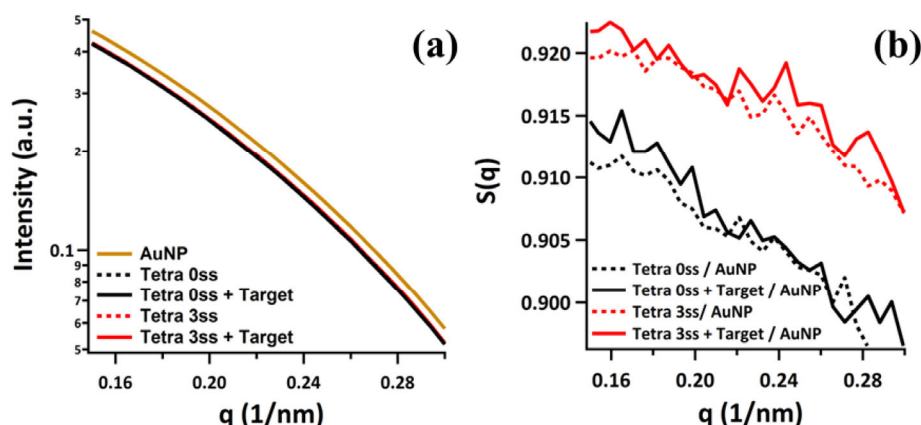 (a)
5
4
3
2
0.1
9
8
7
6
5
Intensity (a.u.)
AuNP
Tetra 0ss
Tetra 0ss + Target
Tetra 3ss
Tetra 3ss + Target
0.16 0.20 0.24 0.28
q (1/nm)
(b)
0.920
0.915
0.910
0.905
0.900
S(q)
Tetra 0ss / AuNP
Tetra 0ss + Target / AuNP
Tetra 3ss/ AuNP
Tetra 3ss + Target / AuNP
0.16 0.20 0.24 0.28
q (1/nm)